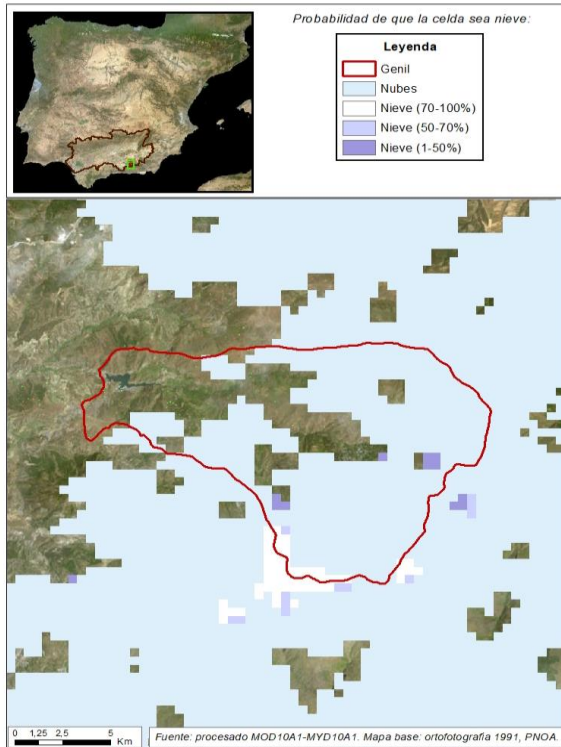 Probabilidad de que la celda sea nieve:
Leyenda
Genil
Nubes
Nieve (70-100%)
Nieve (50-70%)
Nieve (1-50%)
0 1,25 2,5 5
Km
Fuente: procesado MOD10A1-MYD10A1. Mapa base: ortofotografia 1991, PNOA.